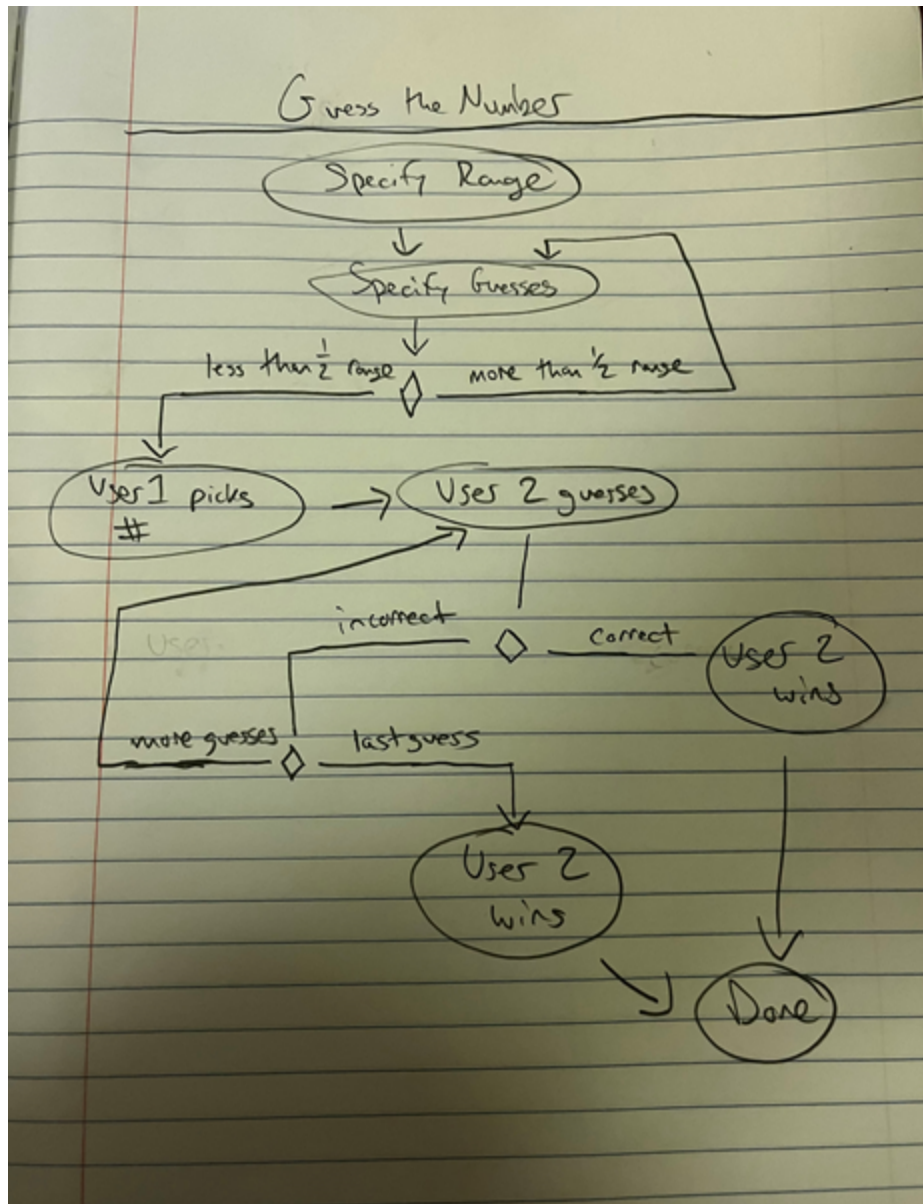 Guess the Number
Specify Range
Specify Guesses
less than 1/2 range
more than 1/2 range
User 1 picks
#
User 2 guesses
incorrect
correct
User 2
wins
User
more guesses
last guess
User 2
wins
Done